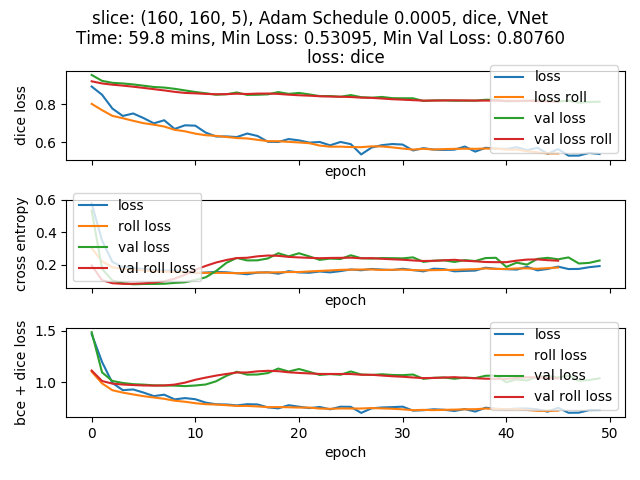 slice: (160, 160, 5), Adam Schedule 0.0005, dice, VNet
Time: 59.8 mins, Min Loss: 0.53095, Min Val Loss: 0.80760
loss: dice
dice loss
0.8
0.6
loss
loss roll
val loss
val loss roll
epoch
cross entropy
0.6
0.4
0.2
loss
roll loss
val loss
val roll loss
epoch
bce + dice loss
1.5
1.0
loss
roll loss
val loss
val roll loss
0 10 20 30 40 50
epoch